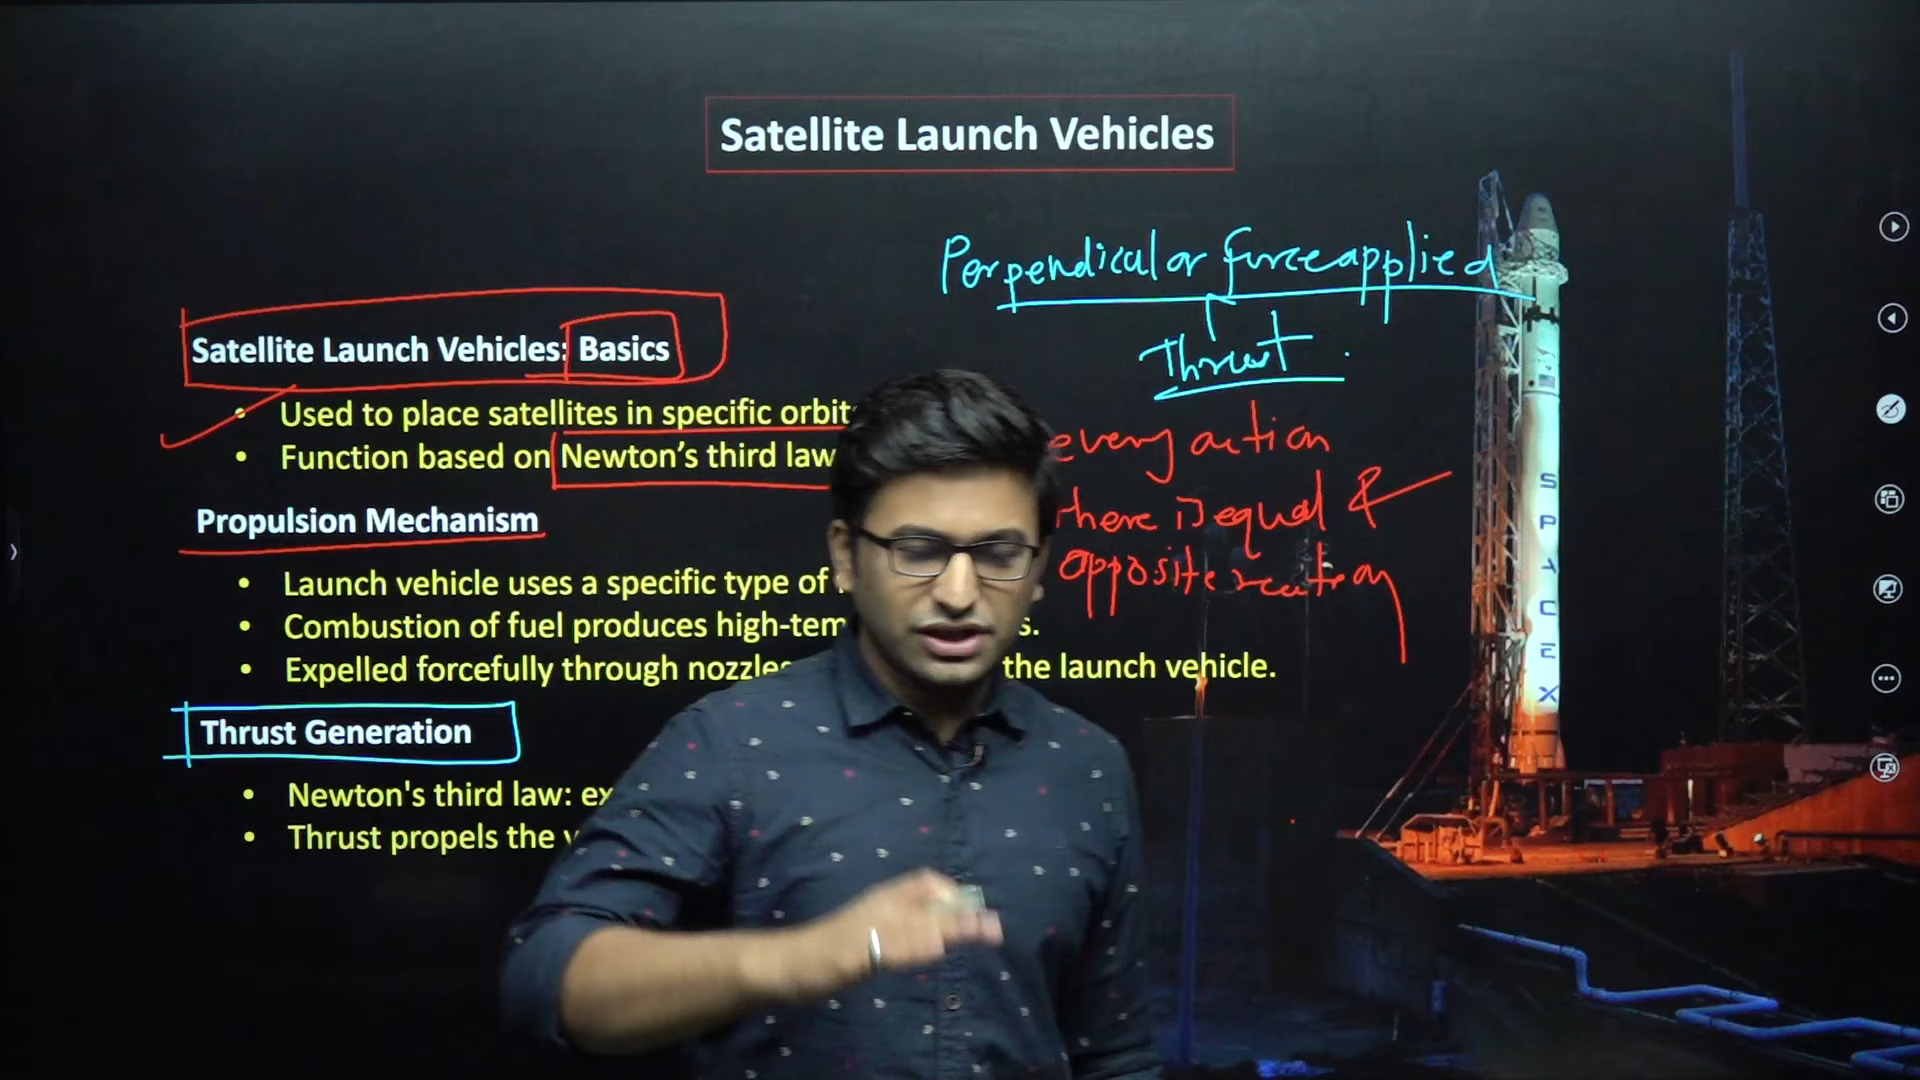 Satellite Launch Vehicles
Perpendicular force applied
Thrust
Satellite Launch Vehicles: Basics
• Used to place satellites in specific orbits
• Function based on Newton's third law
every action
there is equal &
opposite reaction
Propulsion Mechanism
• Launch vehicle uses a specific type of
• Combustion of fuel produces high-tem
s.
• Expelled forcefully through nozzles
the launch vehicle.
Thrust Generation
• Newton's third law: ex
• Thrust propels the v
SPACEX